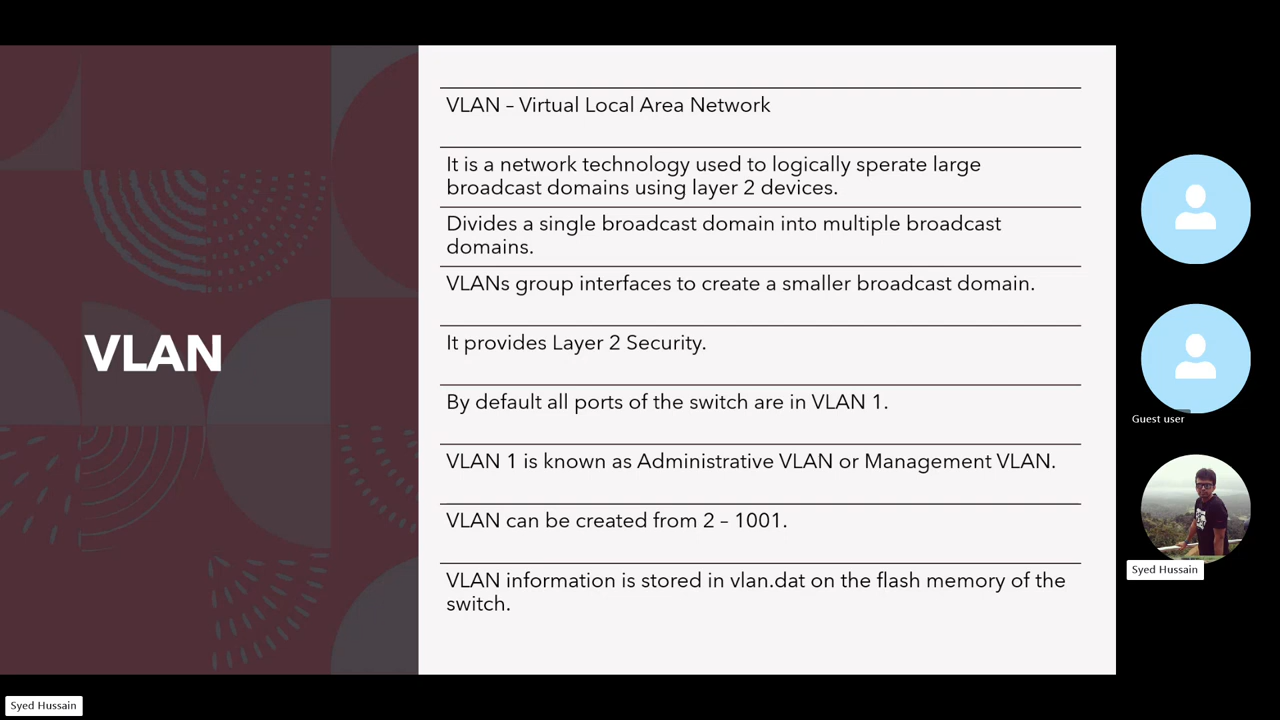 VLAN
VLAN – Virtual Local Area Network
It is a network technology used to logically sperate large
broadcast domains using layer 2 devices.
Divides a single broadcast domain into multiple broadcast
domains.
VLANs group interfaces to create a smaller broadcast domain.
It provides Layer 2 Security.
By default all ports of the switch are in VLAN 1.
VLAN 1 is known as Administrative VLAN or Management VLAN.
VLAN can be created from 2 – 1001.
VLAN information is stored in vlan.dat on the flash memory of the
switch.
Guest user
Syed Hussain
Syed Hussain